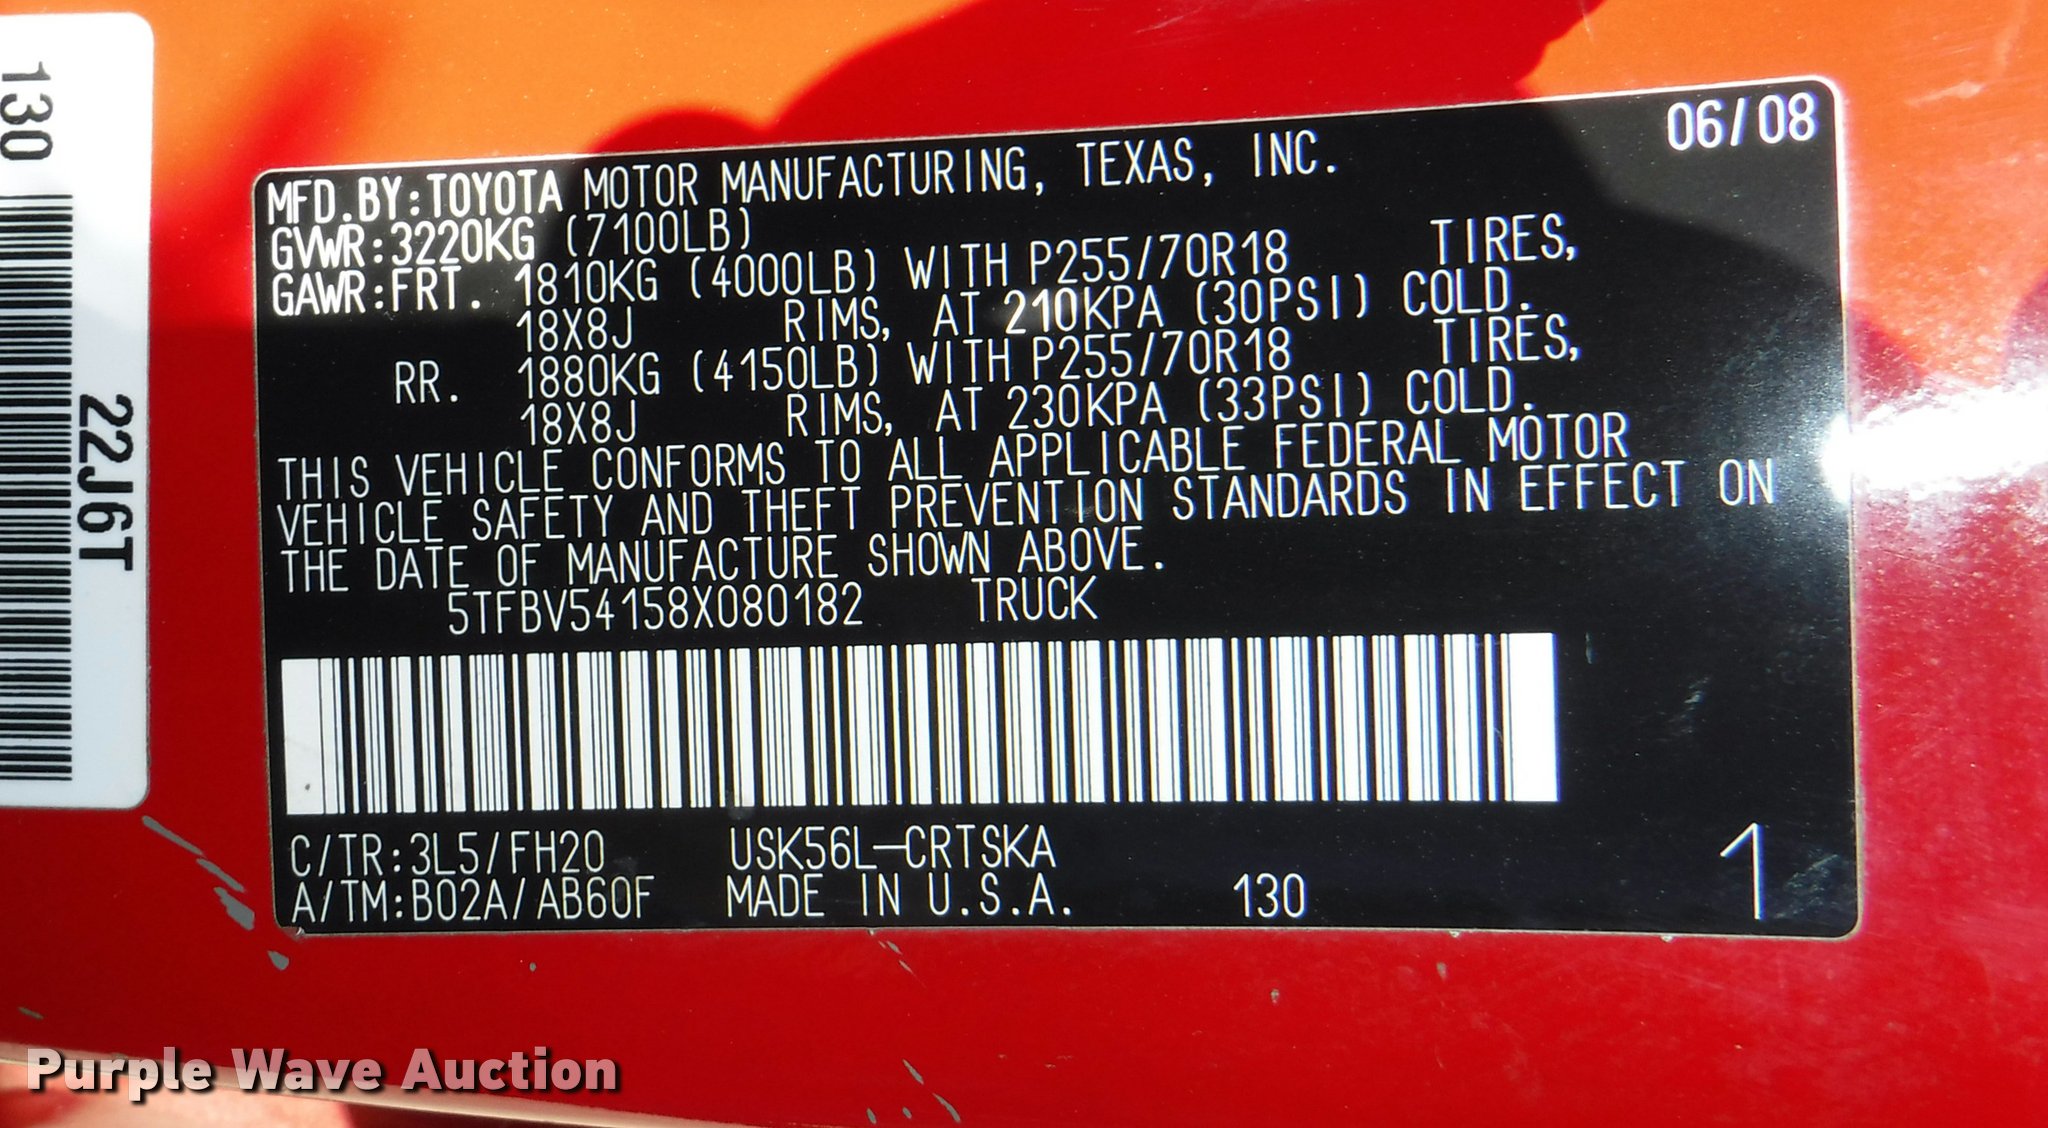 130
22J6T
06/08
MFD.BY:TOYOTA MOTOR MANUFACTURING, TEXAS, INC.
GVWR:3220KG (7100LB)
GAWR:FRT. 1810KG (4000LB) WITH P255/70R18 TIRES,
18X8J RIMS, AT 210KPA (30PSI) COLD.
RR. 1880KG (4150LB) WITH P255/70R18 TIRES,
18X8J RIMS, AT 230KPA (33PSI) COLD.
THIS VEHICLE CONFORMS TO ALL APPLICABLE FEDERAL MOTOR
VEHICLE SAFETY AND THEFT PREVENTION STANDARDS IN EFFECT ON
THE DATE OF MANUFACTURE SHOWN ABOVE.
5TFBV54158X080182 TRUCK
C/TR:3L5/FH20 USK56L-CRTSKA
A/TM:B02A/AB60F MADE IN U.S.A. 130 1
Purple Wave Auction